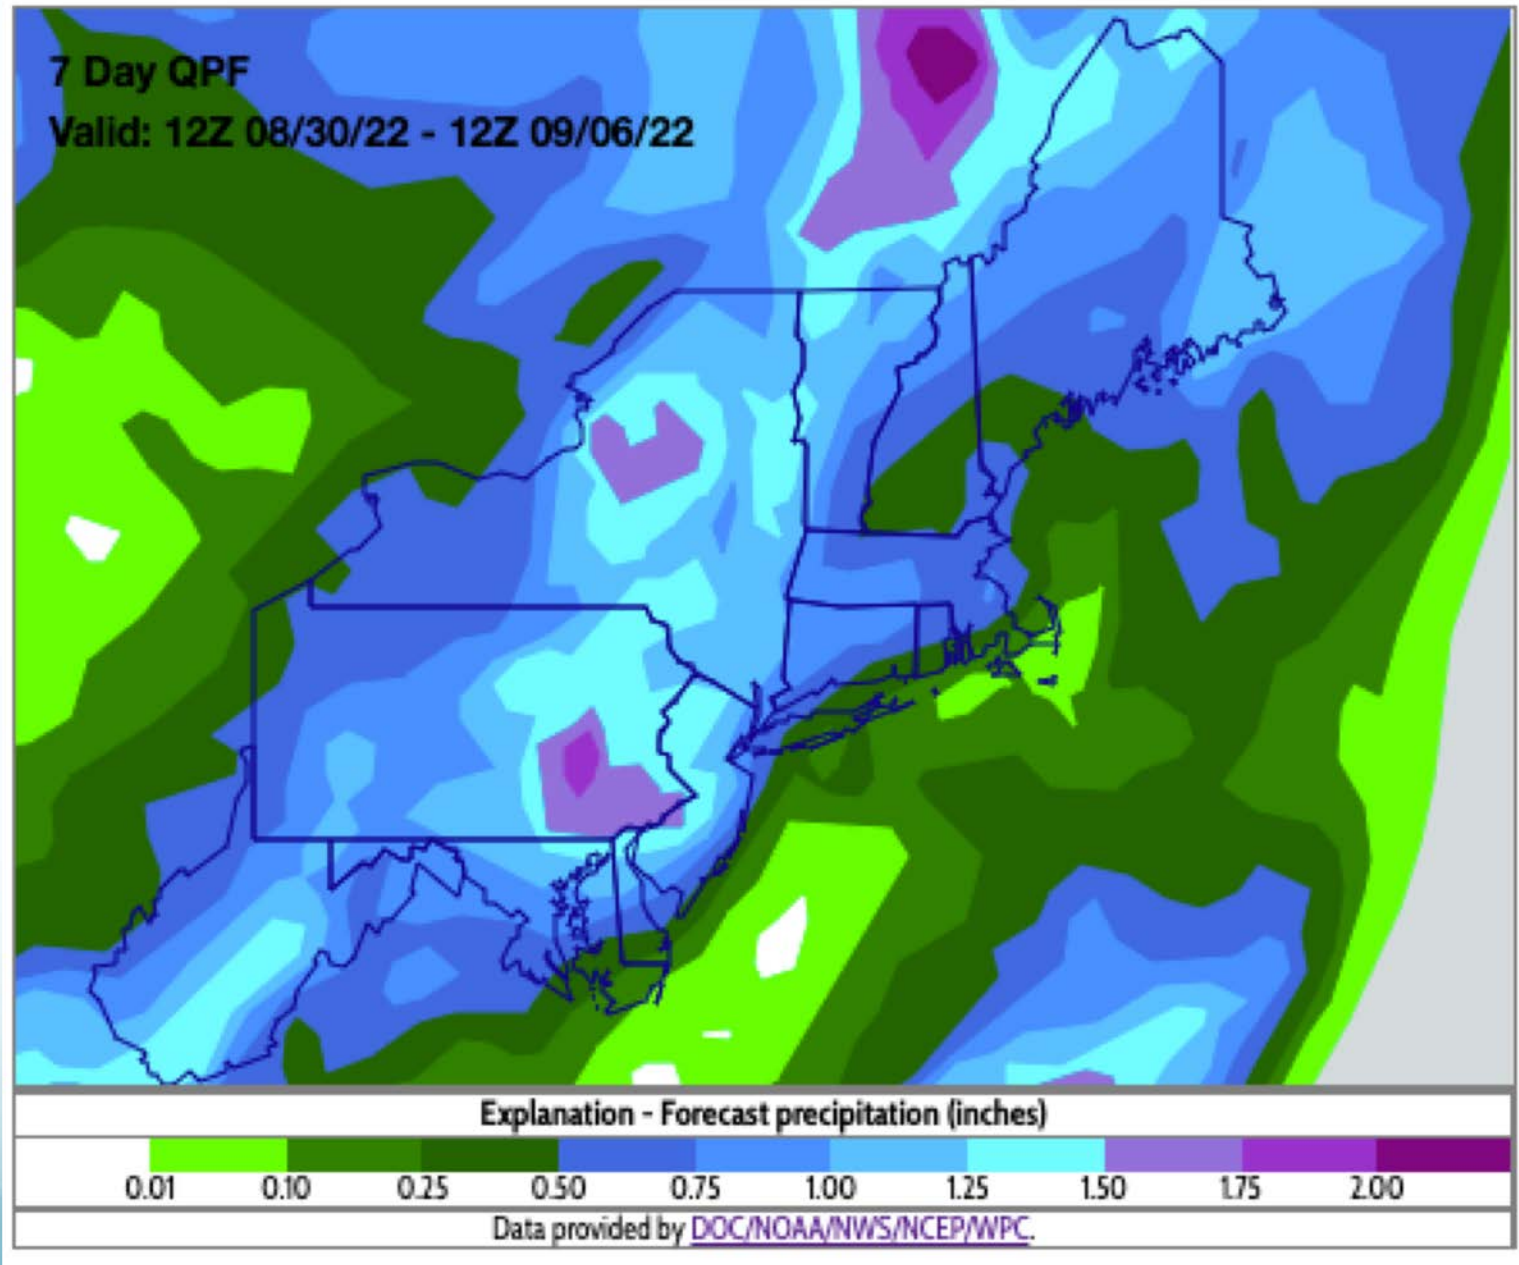 7 Day QPF
Valid: 12Z 08/30/22 - 12Z 09/06/22
Explanation - Forecast precipitation (inches)
0.01 0.10 0.25 0.50 0.75 1.00 1.25 1.50 1.75 2.00
Data provided by DOC/NOAA/NWS/NCEP/WPC.